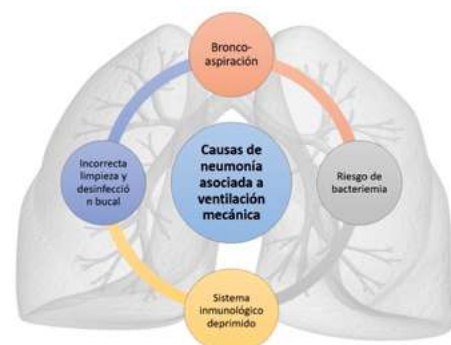 Bronco-
aspiración
Causas de
neumonía
asociada a
ventilación
mecánica
Incorrecta
limpieza y
desinfecció
n bucal
Riesgo de
bacteriemia
Sistema
inmunológico
deprimido